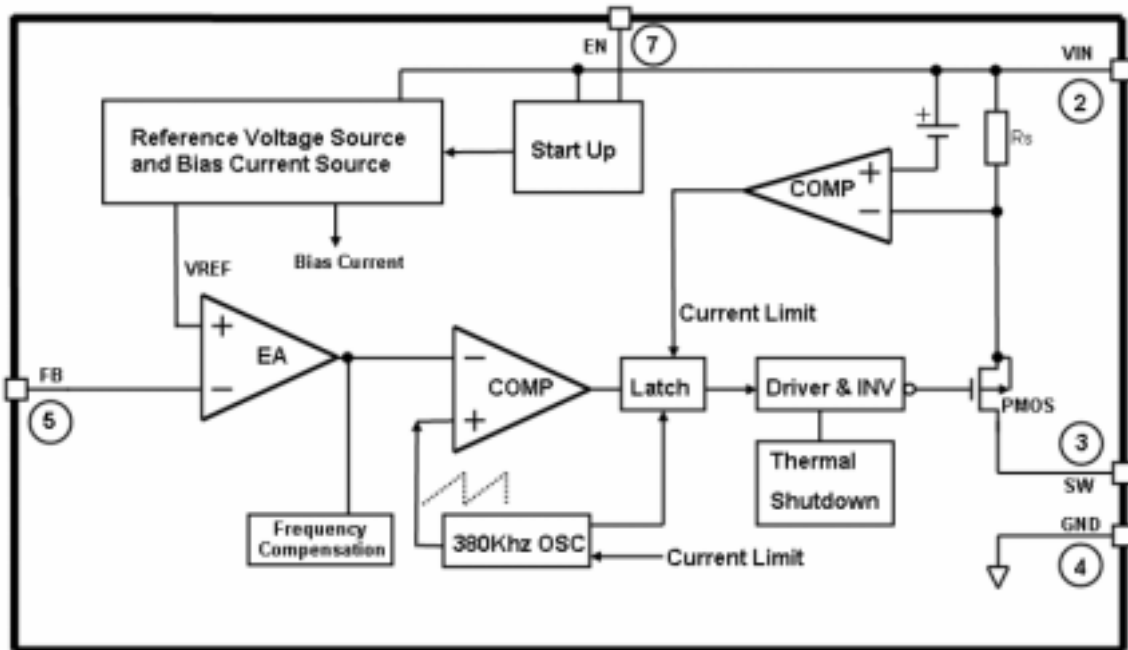 EN
7
VIN
2
Reference Voltage Source
and Bias Current Source
Start Up
+
Rs
COMP
+
−
Bias Current
VREF
Current Limit
+
EA
−
FB
5
−
COMP
+
Latch
Driver & INV
PMOS
3
SW
Thermal
Shutdown
Frequency
Compensation
380Khz OSC
Current Limit
GND
4